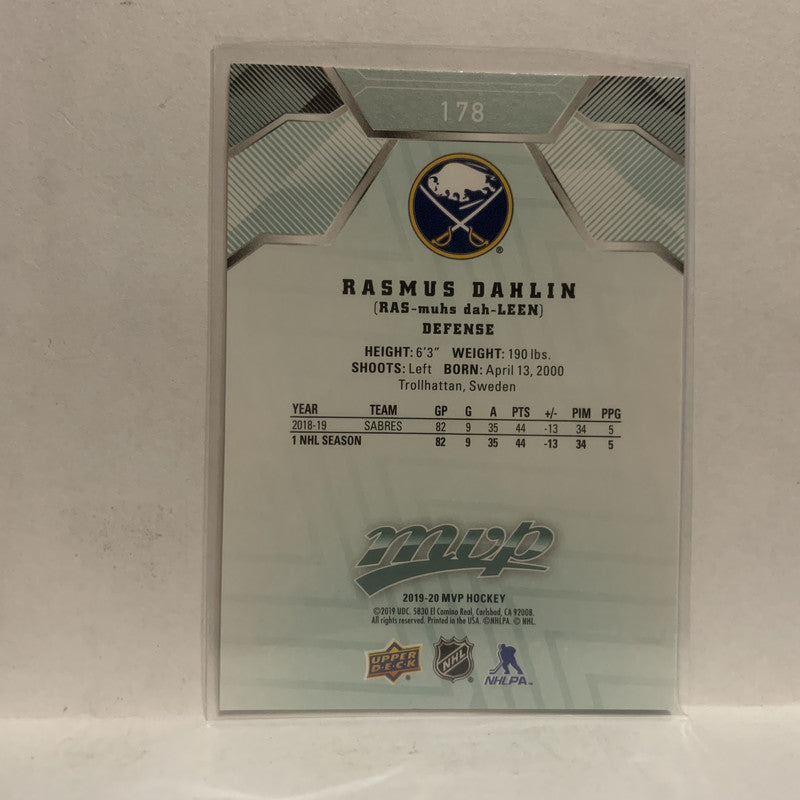 178
RASMUS DAHLIN
(RAS-muhs dah-LEEN)
DEFENSE
HEIGHT: 6'3" WEIGHT: 190 lbs.
SHOOTS: Left BORN: April 13, 2000
Trollhattan, Sweden
YEAR TEAM GP G A PTS +/- PIM PPG
2018-19 SABRES 82 9 35 44 -13 34 5
1 NHL SEASON 82 9 35 44 -13 34 5
mvp
2019-20 MVP HOCKEY
©2019 UDC. 5830 El Camino Real, Carlsbad, CA 92008.
All rights reserved. Printed in the USA. ©NHLPA. © NHL.
UPPER DECK® NHL® NHLPA™